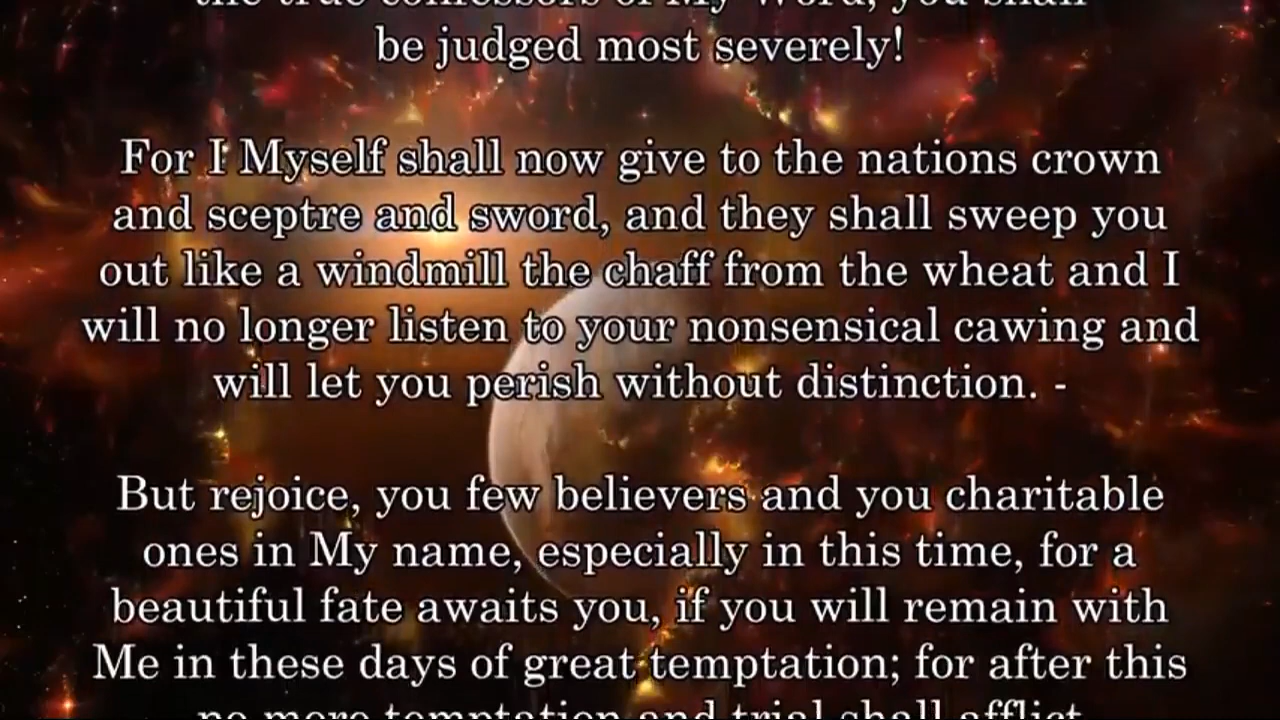 the true confessors of My Word, you shall
be judged most severely!
For I Myself shall now give to the nations crown
and sceptre and sword, and they shall sweep you
out like a windmill the chaff from the wheat and I
will no longer listen to your nonsensical cawing and
will let you perish without distinction. -
But rejoice, you few believers and you charitable
ones in My name, especially in this time, for a
beautiful fate awaits you, if you will remain with
Me in these days of great temptation; for after this
no more temptation and trial shall afflict